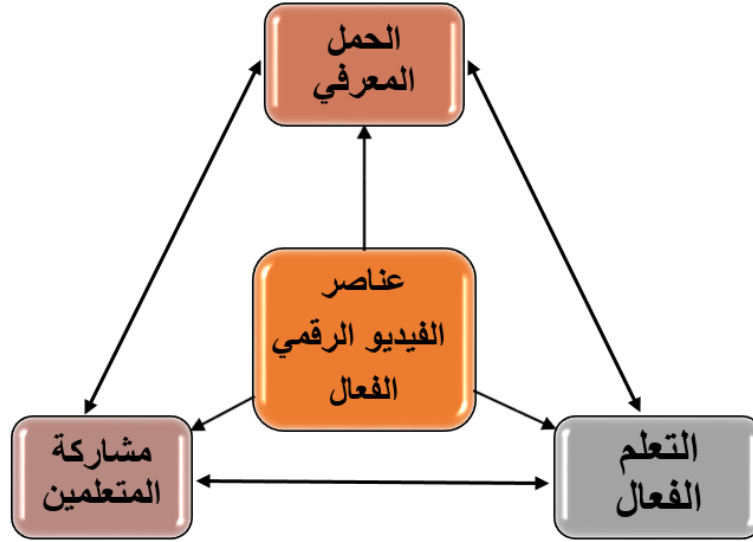 الحمل
المعرفي
عناصر
الفيديو الرقمي
الفعال
مشاركة
المتعلمين
التعلم
الفعال